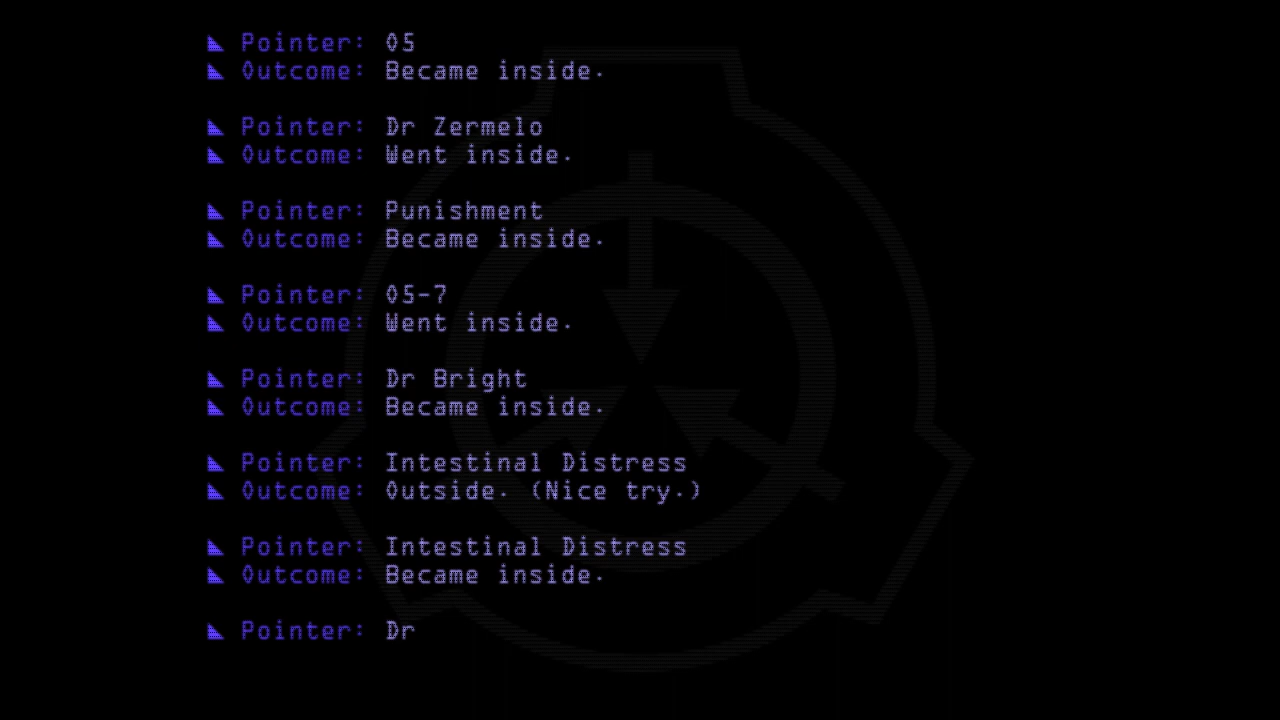 Pointer: O5
Outcome: Became inside.
Pointer: Dr Zermelo
Outcome: Went inside.
Pointer: Punishment
Outcome: Became inside.
Pointer: O5-7
Outcome: Went inside.
Pointer: Dr Bright
Outcome: Became inside.
Pointer: Intestinal Distress
Outcome: Outside. (Nice try.)
Pointer: Intestinal Distress
Outcome: Became inside.
Pointer: Dr